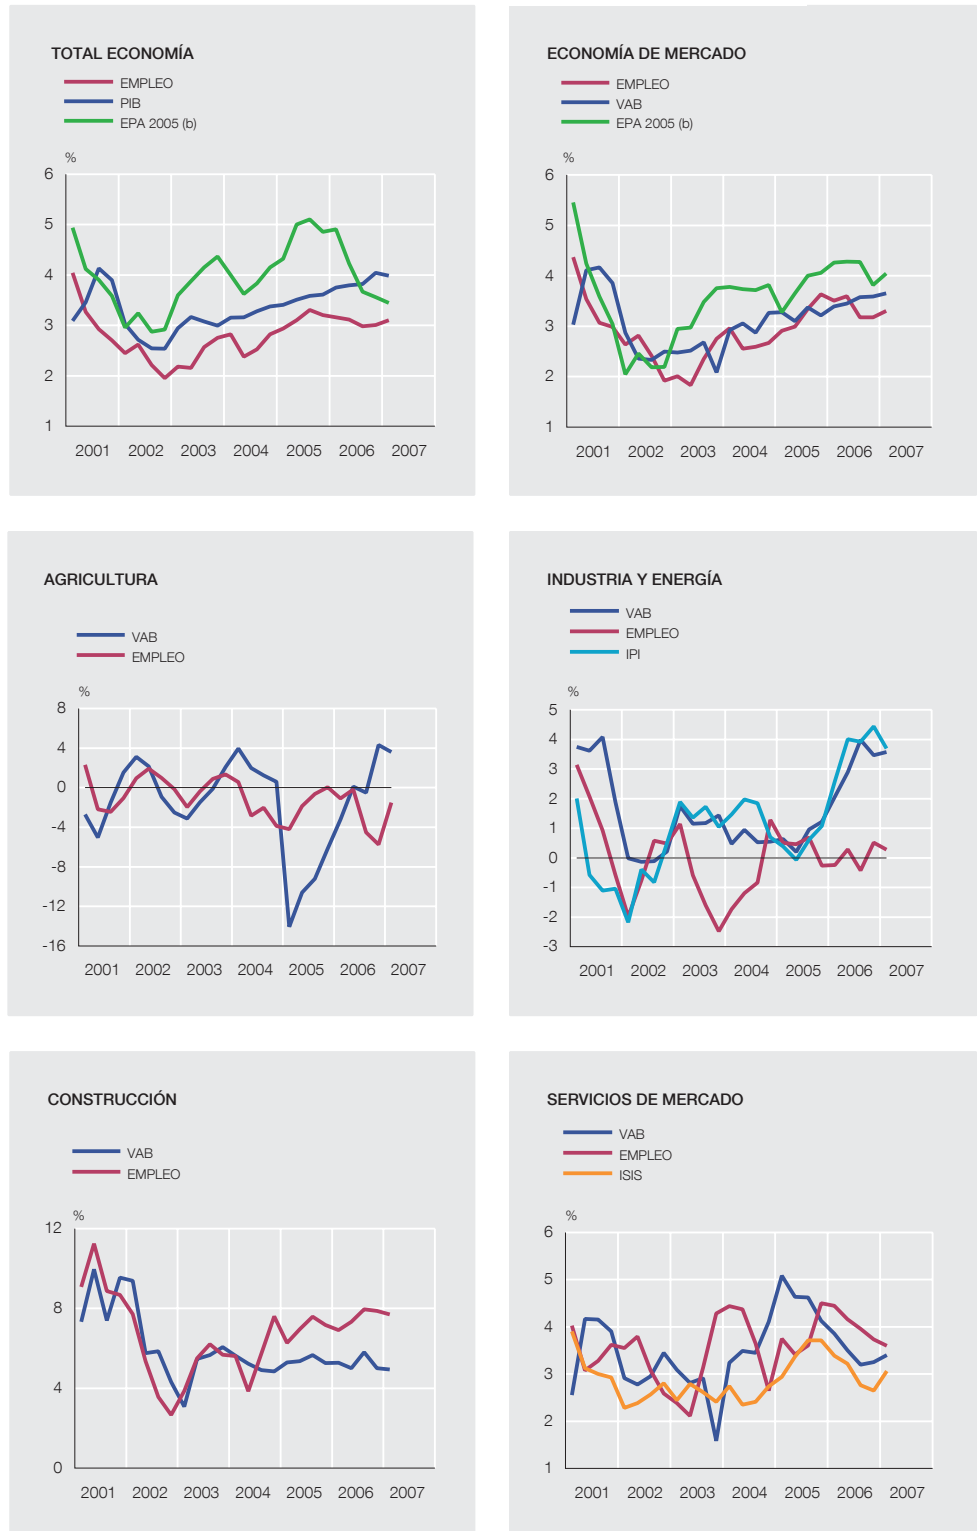 TOTAL ECONOMÍA
EMPLEO
PIB
EPA 2005 (b)
%
6
5
4
3
2
1
2001 2002 2003 2004 2005 2006 2007
ECONOMÍA DE MERCADO
EMPLEO
VAB
EPA 2005 (b)
%
6
5
4
3
2
1
2001 2002 2003 2004 2005 2006 2007
AGRICULTURA
VAB
EMPLEO
%
8
4
0
-4
-8
-12
-16
2001 2002 2003 2004 2005 2006 2007
INDUSTRIA Y ENERGÍA
VAB
EMPLEO
IPI
%
5
4
3
2
1
0
-1
-2
-3
2001 2002 2003 2004 2005 2006 2007
CONSTRUCCIÓN
VAB
EMPLEO
%
12
8
4
0
2001 2002 2003 2004 2005 2006 2007
SERVICIOS DE MERCADO
VAB
EMPLEO
ISIS
%
6
5
4
3
2
1
2001 2002 2003 2004 2005 2006 2007